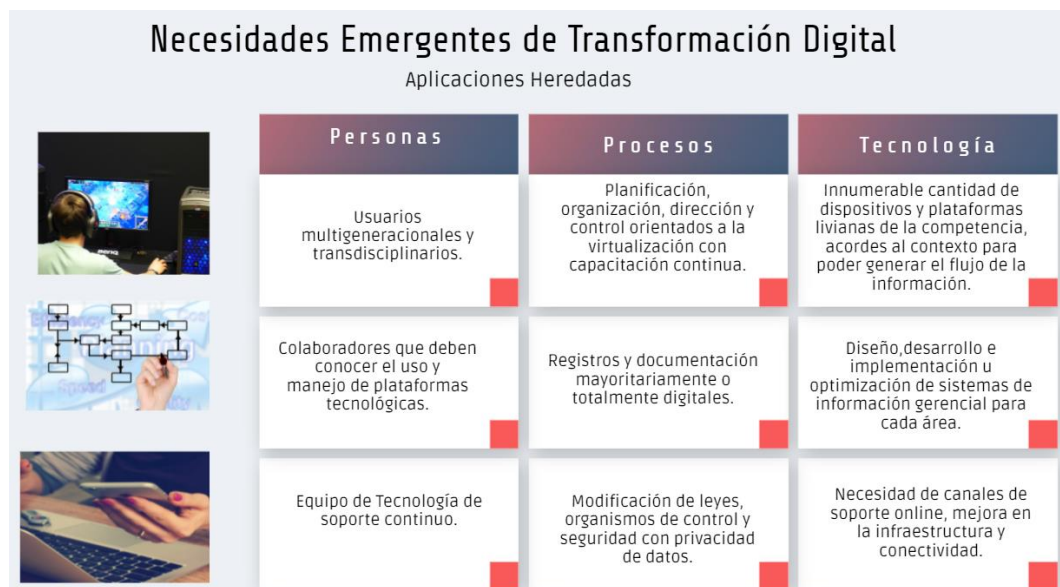 Necesidades Emergentes de Transformación Digital
Aplicaciones Heredadas
Personas
Procesos
Tecnología
Usuarios
multigeneracionales y
transdisciplinarios.
Planificación,
organización, dirección y
control orientados a la
virtualización con
capacitación continua.
Innumerable cantidad de
dispositivos y plataformas
livianas de la competencia,
acordes al contexto para
poder generar el flujo de la
información.
Colaboradores que deben
conocer el uso y
manejo de plataformas
tecnológicas.
Registros y documentación
mayoritariamente o
totalmente digitales.
Diseño,desarrollo e
implementación u
optimización de sistemas de
información gerencial para
cada área.
Equipo de Tecnología de
soporte continuo.
Modificación de leyes,
organismos de control y
seguridad con privacidad
de datos.
Necesidad de canales de
soporte online, mejora en
la infraestructura y
conectividad.
Planning
Speed